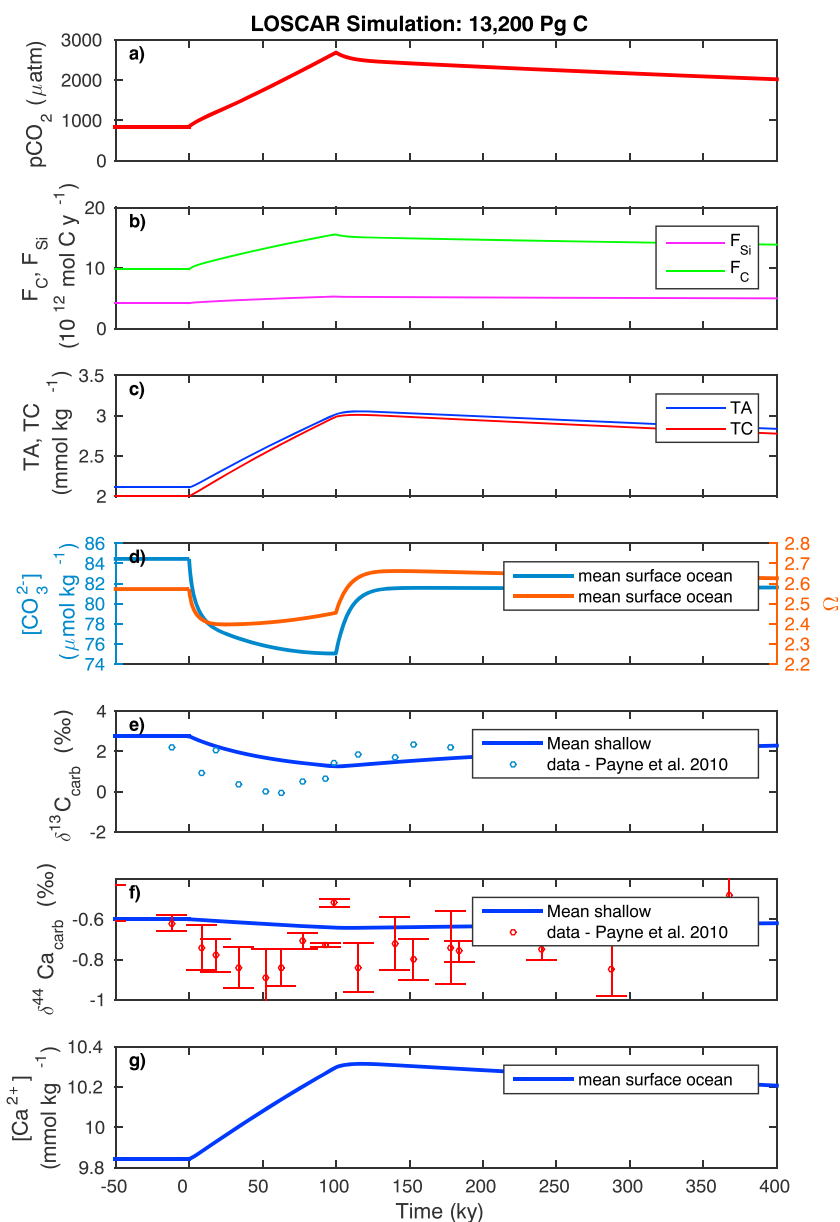 LOSCAR Simulation: 13,200 Pg C
a)
3000
2000
1000
0
pCO2 (μatm)
b)
20
10
0
FC, FSi
(10 12 mol C y -1)
FSi
FC
c)
3.5
3
2.5
2
TA, TC
(mmol kg -1)
TA
TC
d)
86
84
82
80
78
76
74
[CO3 2-]
(μmol kg -1)
mean surface ocean
mean surface ocean
2.8
2.7
2.6
2.5
2.4
2.3
2.2
Ω
e)
4
2
0
-2
δ13Ccarb (‰)
Mean shallow
data - Payne et al. 2010
f)
-0.6
-0.8
-1
δ-44 Cacarb (‰)
Mean shallow
data - Payne et al. 2010
g)
10.4
10.2
10
9.8
[Ca 2+]
(mmol kg -1)
mean surface ocean
-50 0 50 100 150 200 250 300 350 400
Time (ky)